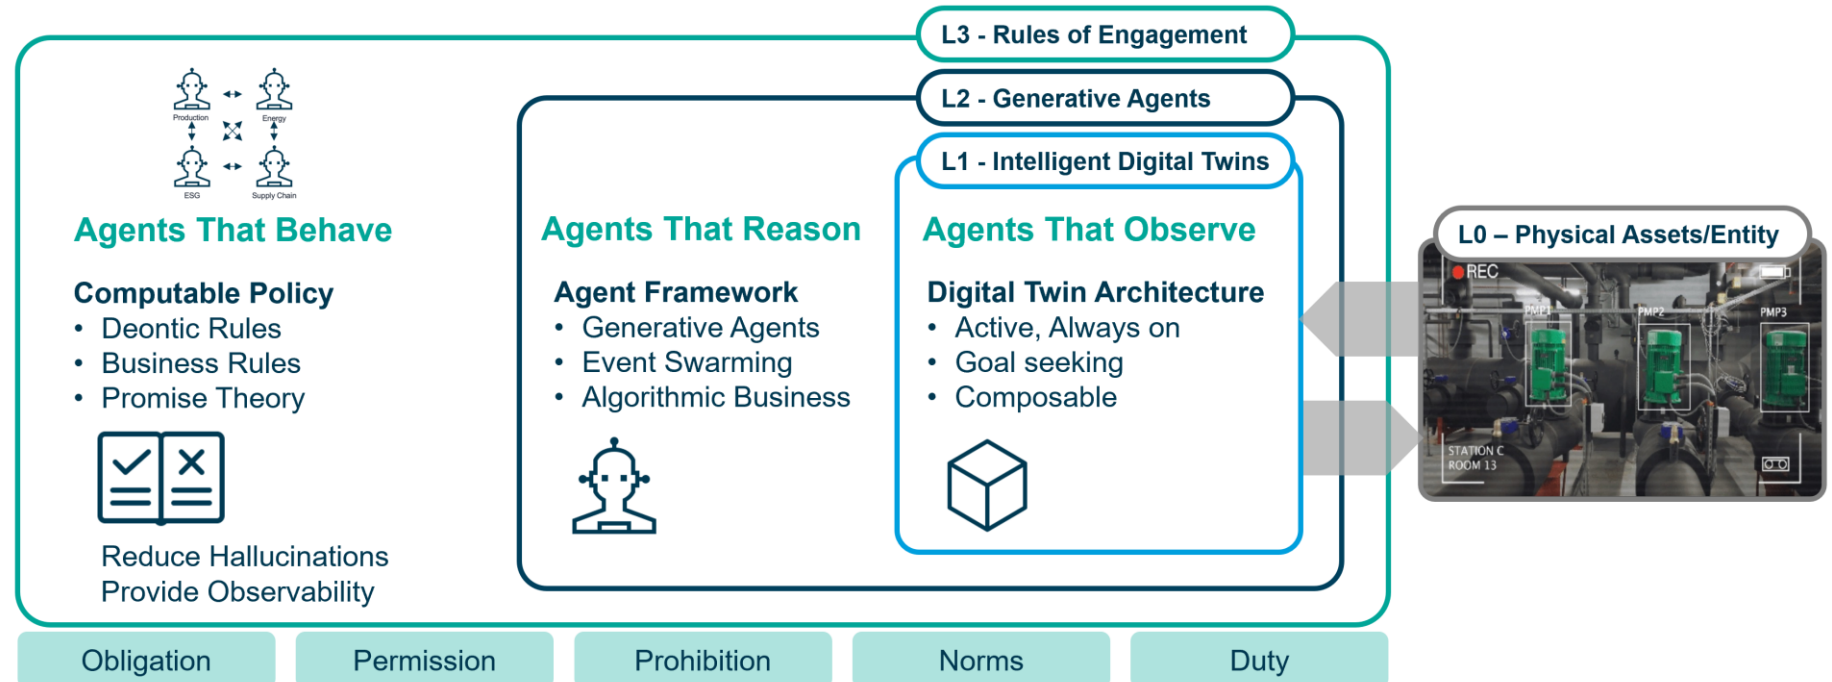 L3 - Rules of Engagement
L2 - Generative Agents
L1 - Intelligent Digital Twins
Production
Energy
ESG
Supply Chain
Agents That Behave
Computable Policy
• Deontic Rules
• Business Rules
• Promise Theory
Reduce Hallucinations
Provide Observability
Agents That Reason
Agent Framework
• Generative Agents
• Event Swarming
• Algorithmic Business
Agents That Observe
Digital Twin Architecture
• Active, Always on
• Goal seeking
• Composable
L0 – Physical Assets/Entity
REC
PMP1
PMP2
PMP3
STATION C
ROOM 13
Obligation
Permission
Prohibition
Norms
Duty